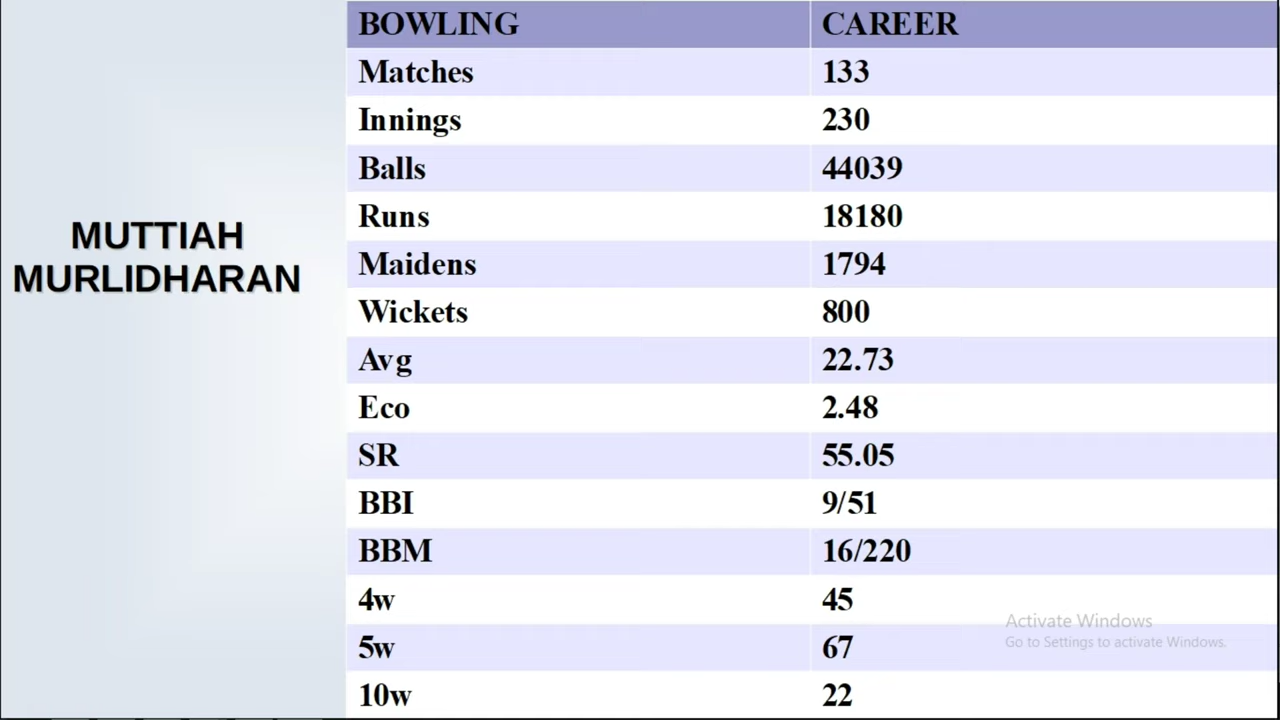 MUTTIAH
MURLIDHARAN
BOWLING CAREER
Matches 133
Innings 230
Balls 44039
Runs 18180
Maidens 1794
Wickets 800
Avg 22.73
Eco 2.48
SR 55.05
BBI 9/51
BBM 16/220
4w 45
5w 67
10w 22
Activate Windows
Go to Settings to activate Windows.